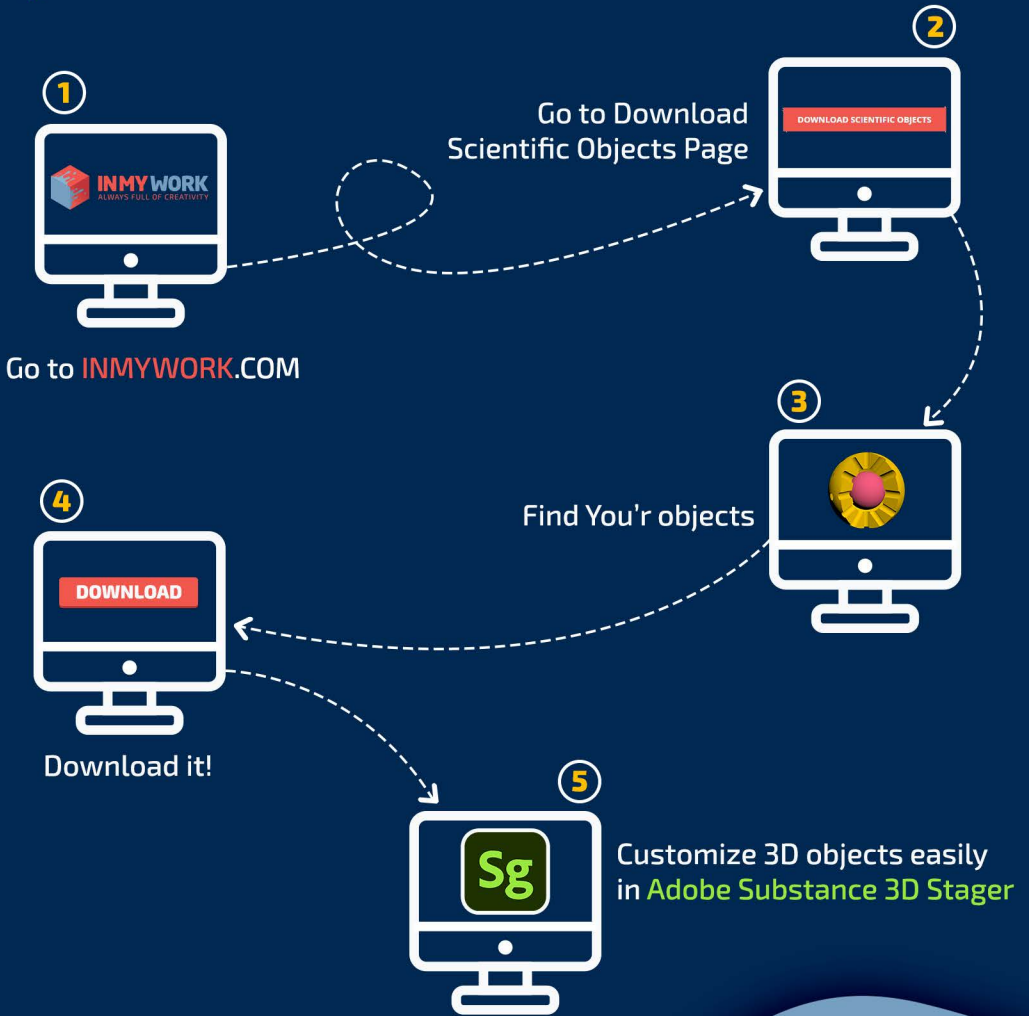 1
INMYWORK
ALWAYS FULL OF CREATIVITY
Go to INMYWORK.COM
2
Go to Download
Scientific Objects Page
DOWNLOAD SCIENTIFIC OBJECTS
3
Find You'r objects
4
DOWNLOAD
Download it!
5
Sg
Customize 3D objects easily
in Adobe Substance 3D Stager